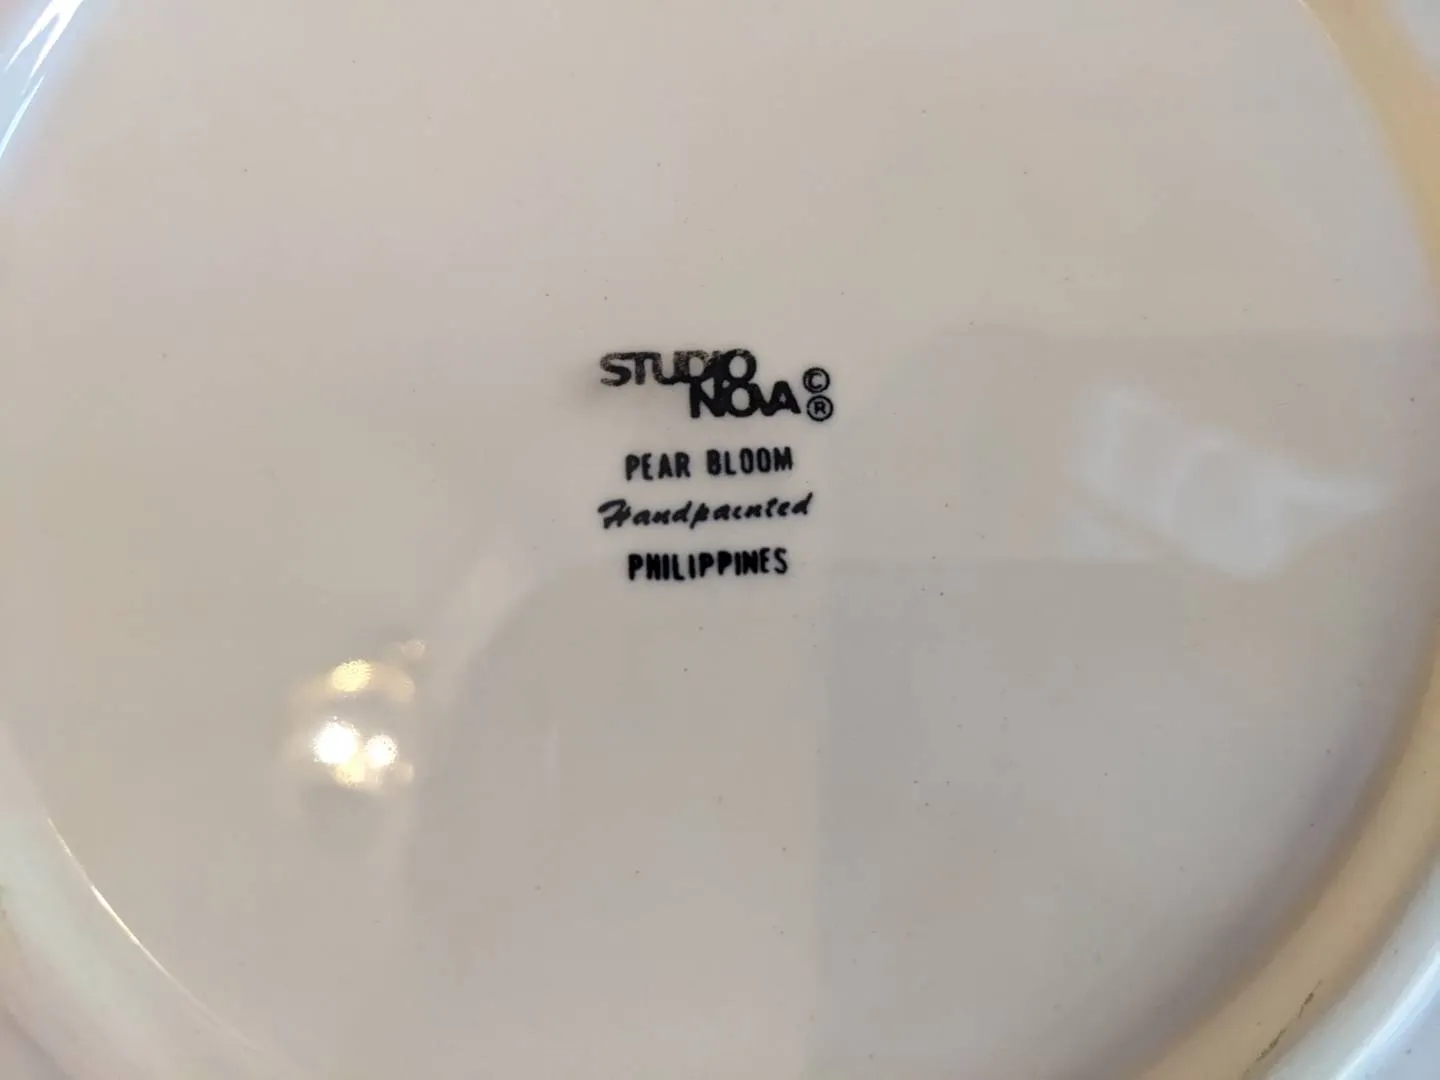 STUDIO
NOVA ©
®
PEAR BLOOM
Handpainted
PHILIPPINES